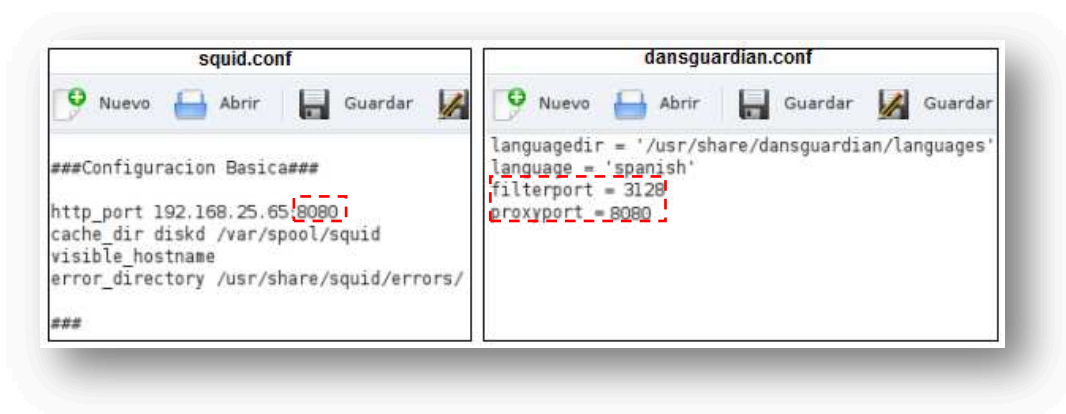 squid.conf
Nuevo Abrir Guardar
###Configuracion Basica###
http_port 192.168.25.65:8080
cache_dir diskd /var/spool/squid
visible_hostname
error_directory /usr/share/squid/errors/
###
dansguardian.conf
Nuevo Abrir Guardar Guardar
languagedir = '/usr/share/dansguardian/languages'
language = 'spanish'
filterport = 3128
proxyport = 8080